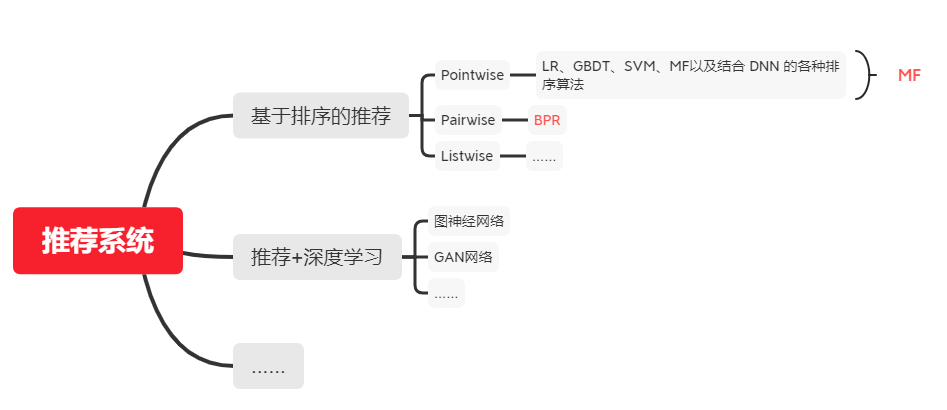 推荐系统
基于排序的推荐
Pointwise
LR、GBDT、SVM、MF以及结合 DNN 的各种排
序算法
MF
Pairwise
BPR
Listwise
……
推荐+深度学习
图神经网络
GAN网络
……
……